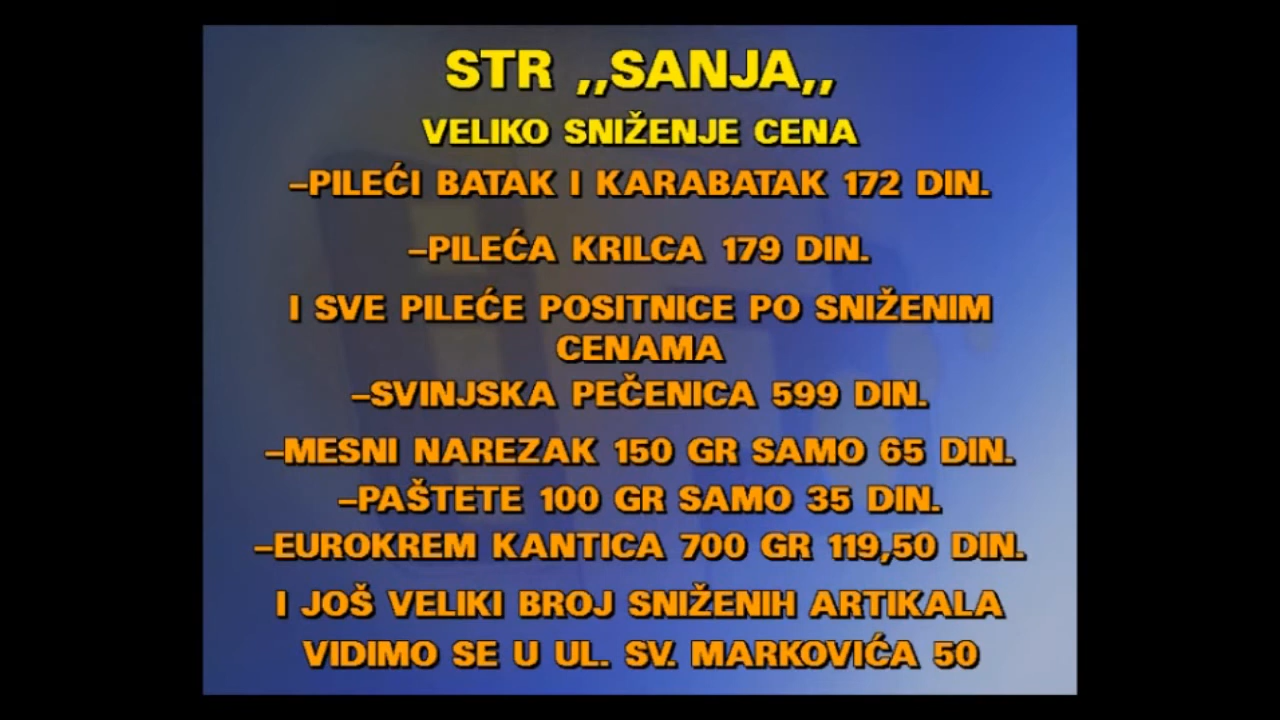 STR ,,SANJA,,
VELIKO SNIŽENJE CENA
-PILEĆI BATAK I KARABATAK 172 DIN.
-PILEĆA KRILCA 179 DIN.
I SVE PILEĆE POSITNICE PO SNIŽENIM
CENAMA
-SVINJSKA PEČENICA 599 DIN.
-MESNI NAREZAK 150 GR SAMO 65 DIN.
-PAŠTETE 100 GR SAMO 35 DIN.
-EUROKREM KANTICA 700 GR 119,50 DIN.
I JOŠ VELIKI BROJ SNIŽENIH ARTIKALA
VIDIMO SE U UL. SV. MARKOVIĆA 50